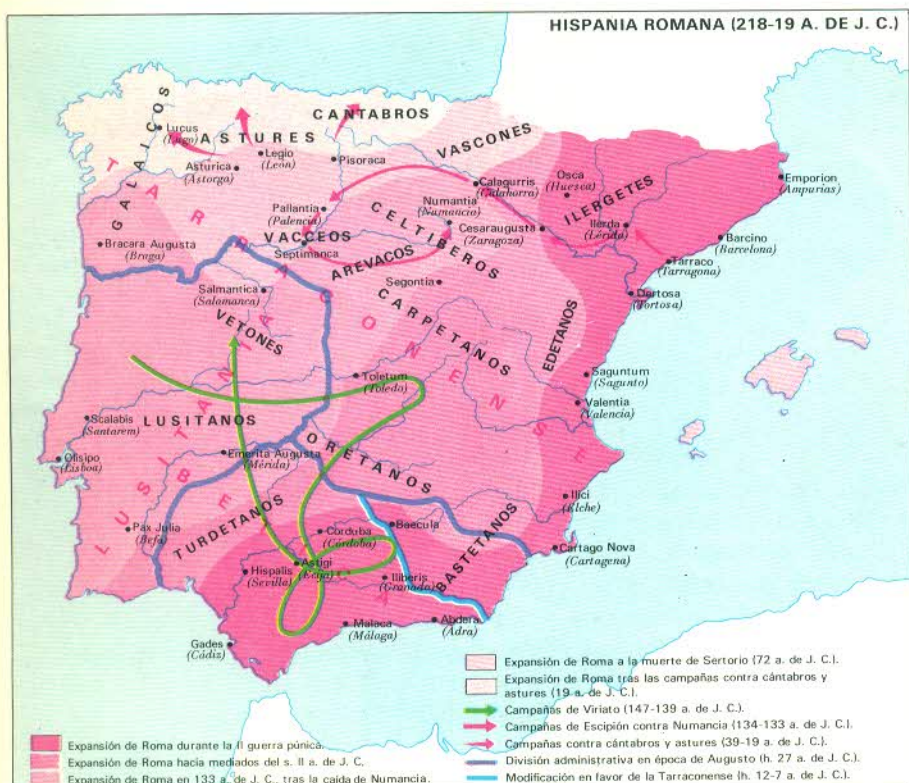 HISPANIA ROMANA (218-19 A. DE J. C.)
GALAICOS
CANTABROS
Lucus
(Lugo)
ASTURES
VASCONES
Legio
(León)
Pisoraca
Asturica
(Astorga)
Calagurris
(Calahorra)
Osca
(Huesca)
Emporion
(Ampurias)
ILERGETES
Pallantia
(Palencia)
Numantia
(Numancia)
Cesaraugusta
(Zaragoza)
Ilerda
(Lérida)
CELTIBEROS
Barcino
(Barcelona)
Bracara Augusta
(Braga)
VACCEOS
Septimanca
AREVACOS
Tarraco
(Tarragona)
Salmantica
(Salamanca)
Segontia
Dertosa
(Tortosa)
VETONES
CARPETANOS
EDETANOS
TARRACONENSE
Toletum
(Toledo)
Saguntum
(Sagunto)
Valentia
(Valencia)
Scalabis
(Santarem)
LUSITANOS
LUSITANIA
Olisipo
(Lisboa)
Emerita Augusta
(Mérida)
ORETANOS
Ilici
(Elche)
Pax Julia
TURDETANOS
Corduba
(Córdoba)
Baecula
BASTETANOS
Cartago Nova
(Cartagena)
Astigi
(Ecija)
Hispalis
(Sevilla)
Iliberis
(Granada)
Malaca
(Málaga)
Abdera
(Adra)
Gades
(Cádiz)
Expansión de Roma a la muerte de Sertorio (72 a. de J. C.).
Expansión de Roma tras las campañas contra cántabros y
astures (19 a. de J. C.).
Campañas de Viriato (147-139 a. de J. C.).
Campañas de Escipión contra Numancia (134-133 a. de J. C.).
Campañas contra cántabros y astures (39-19 a. de J. C.).
División administrativa en época de Augusto (h. 27 a. de J. C.).
Modificación en favor de la Tarraconense (h. 12-7 a. de J. C.).
Expansión de Roma durante la II guerra púnica.
Expansión de Roma hacia mediados del s. II a. de J. C.
Expansión de Roma en 133 a. de J. C., tras la caída de Numancia.